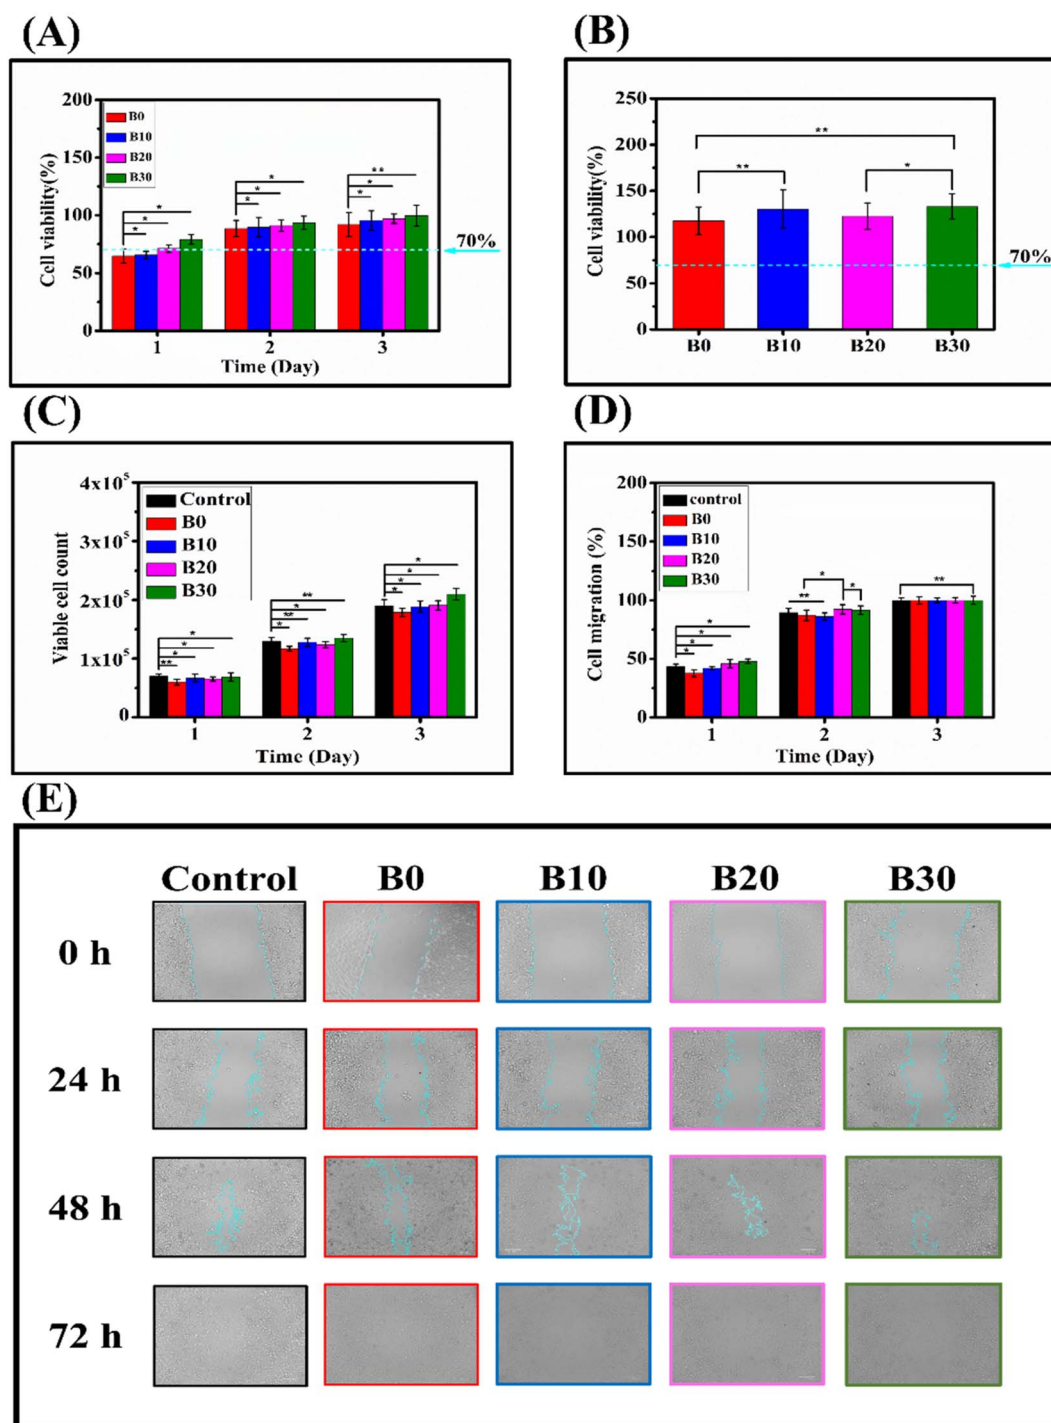 (A)
200
150
100
50
0
Cell viability(%)
B0
B10
B20
B30
* * *
* * *
* * **
70%
1 2 3
Time (Day)
(B)
250
200
150
100
50
0
Cell viability(%)
**
** *
70%
B0 B10 B20 B30
(C)
4x10⁵
3x10⁵
2x10⁵
1x10⁵
0
Viable cell count
Control
B0
B10
B20
B30
** * * *
* ** * **
* * * *
1 2 3
Time (Day)
(D)
200
150
100
50
0
Cell migration (%)
control
B0
B10
B20
B30
* * * *
** * *
**
1 2 3
Time (Day)
(E)
Control B0 B10 B20 B30
0 h
24 h
48 h
72 h